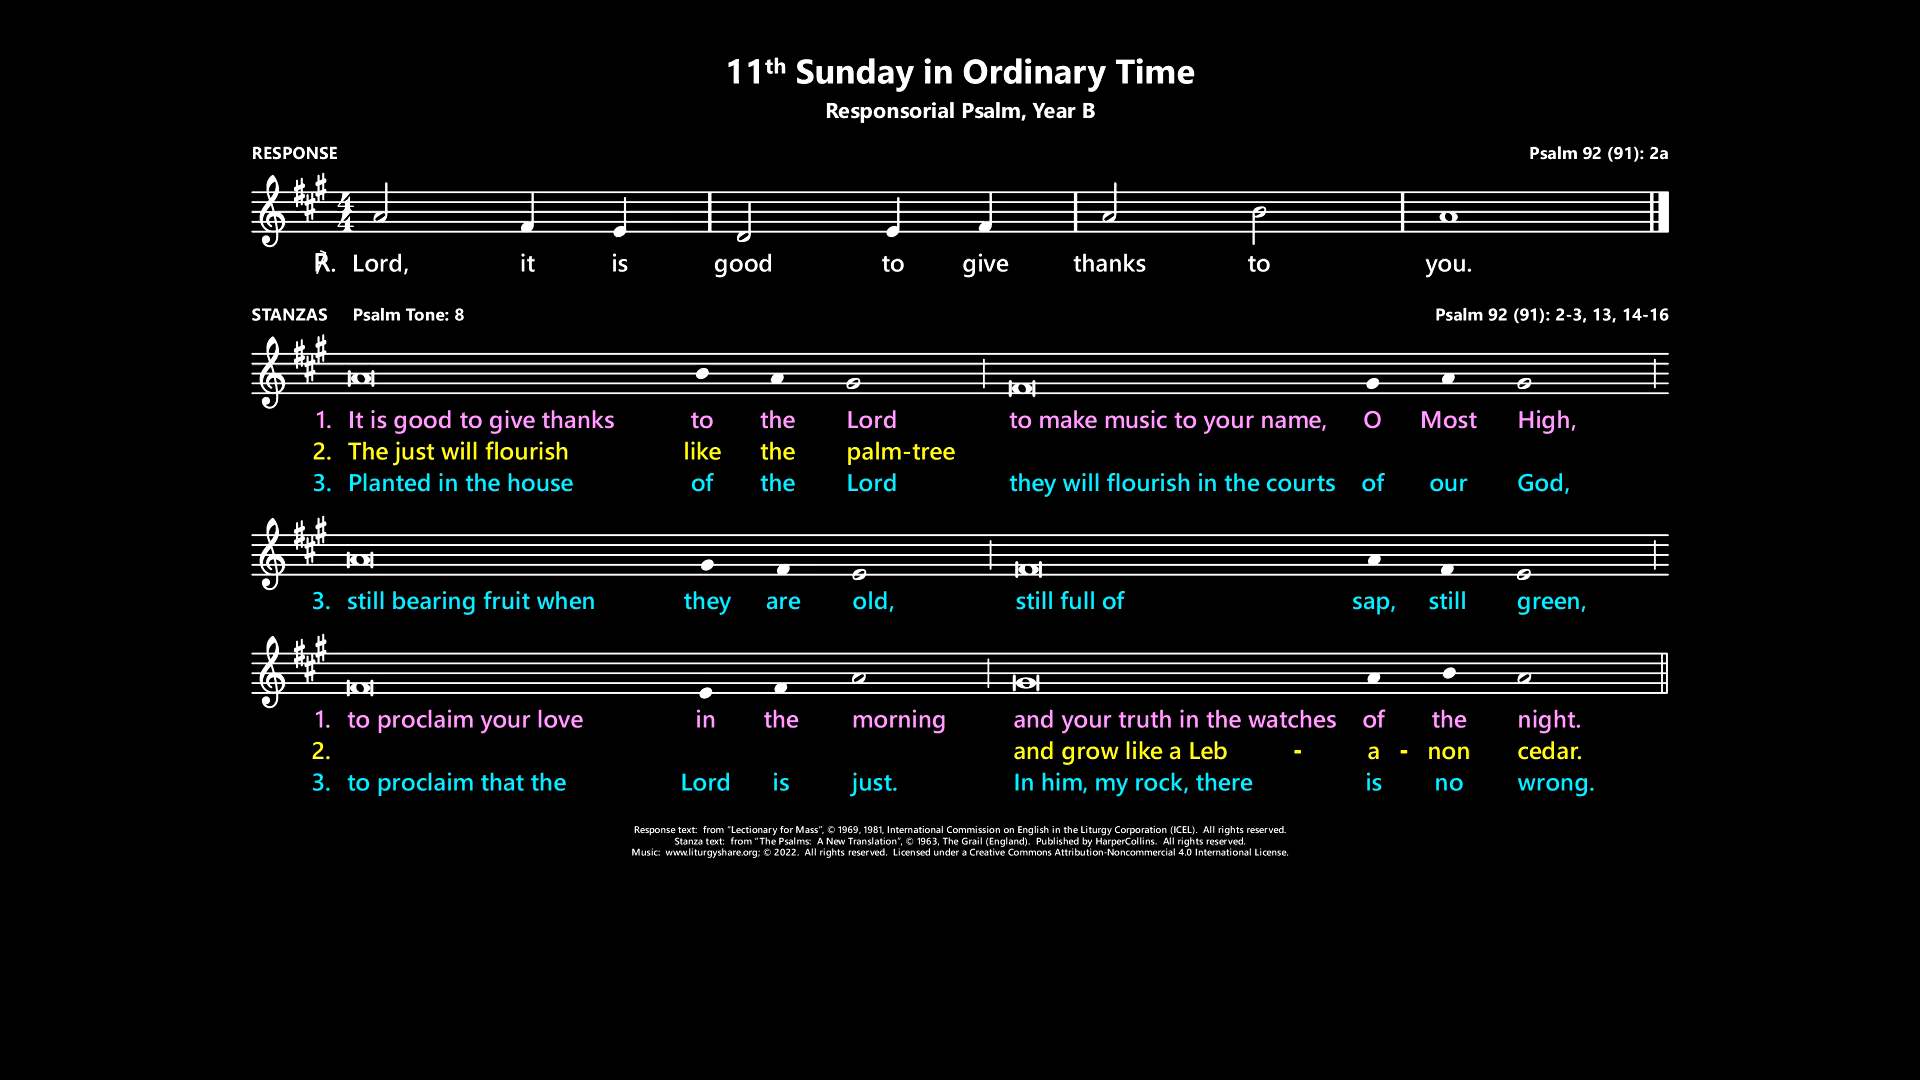 11th Sunday in Ordinary Time
Responsorial Psalm, Year B
RESPONSE Psalm 92 (91): 2a
℟. Lord, it is good to give thanks to you.
STANZAS Psalm Tone: 8 Psalm 92 (91): 2-3, 13, 14-16
1. It is good to give thanks to the Lord to make music to your name, O Most High,
2. The just will flourish like the palm-tree
3. Planted in the house of the Lord they will flourish in the courts of our God,
3. still bearing fruit when they are old, still full of sap, still green,
1. to proclaim your love in the morning and your truth in the watches of the night.
2. and grow like a Leb - a - non cedar.
3. to proclaim that the Lord is just. In him, my rock, there is no wrong.
Response text: from “Lectionary for Mass”, © 1969, 1981, International Commission on English in the Liturgy Corporation (ICEL). All rights reserved.
Stanza text: from “The Psalms: A New Translation”, © 1963, The Grail (England). Published by HarperCollins. All rights reserved.
Music: www.liturgyshare.org; © 2022. All rights reserved. Licensed under a Creative Commons Attribution-Noncommercial 4.0 International License.